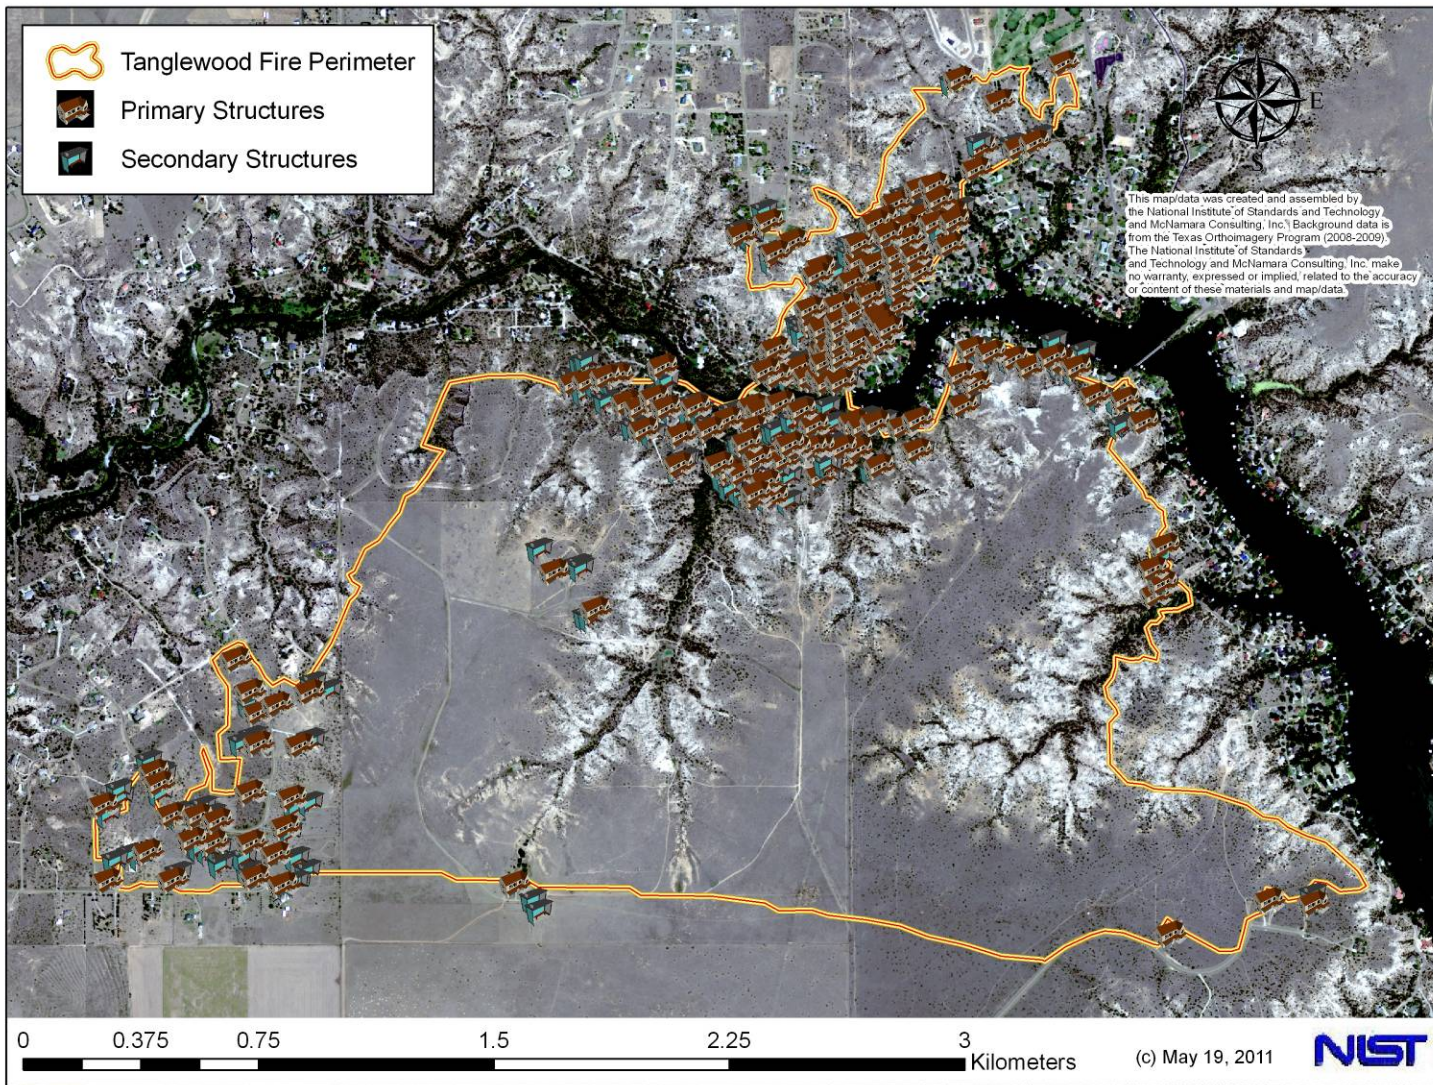 Tanglewood Fire Perimeter
Primary Structures
Secondary Structures
E
S
This map/data was created and assembled by
the National Institute of Standards and Technology
and McNamara Consulting, Inc. Background data is
from the Texas Orthoimagery Program (2008-2009).
The National Institute of Standards
and Technology and McNamara Consulting, Inc. make
no warranty, expressed or implied, related to the accuracy
or content of these materials and map/data.
0 0.375 0.75 1.5 2.25 3
Kilometers
(c) May 19, 2011
NIST